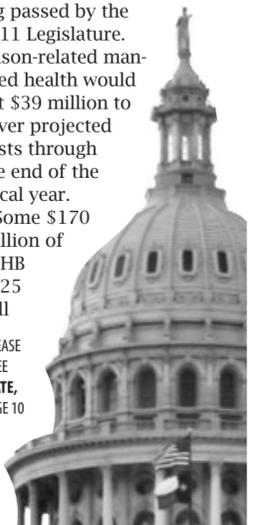 g passed by the
11 Legislature.
ison-related man-
ed health would
t $39 million to
ver projected
sts through
e end of the
cal year.
Some $170
llion of
HB
25
ll
EASE
EE
TE,
GE 10